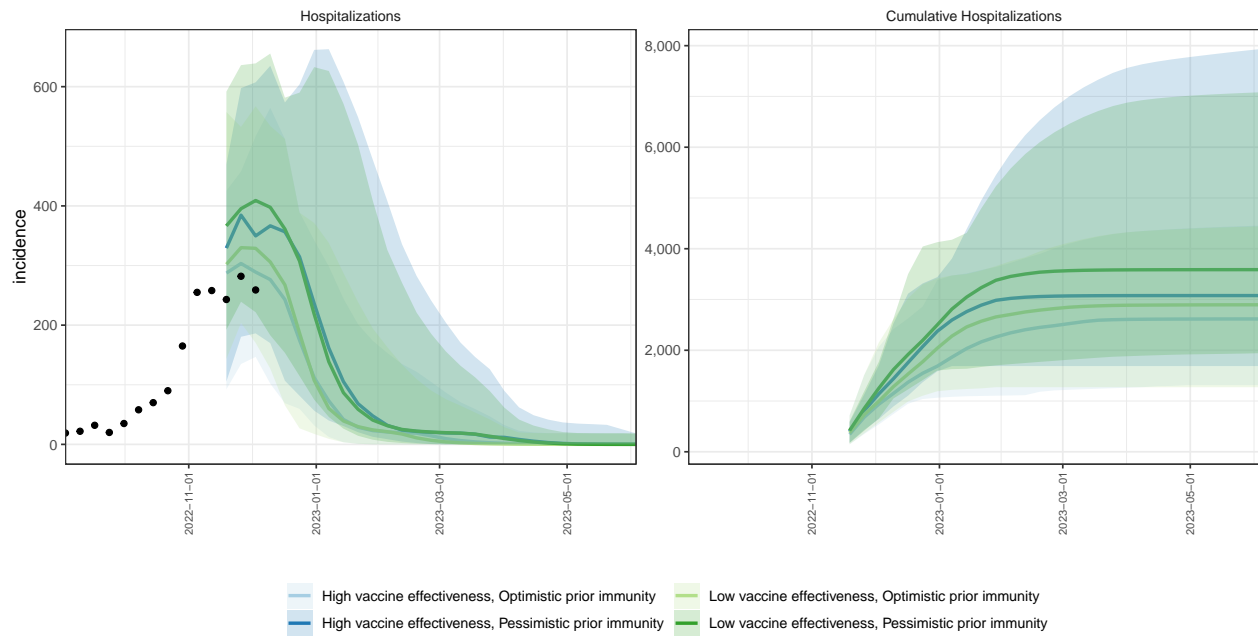 Hospitalizations
Cumulative Hospitalizations
incidence
600
400
200
0
8,000
6,000
4,000
2,000
0
2022−11−01
2023−01−01
2023−03−01
2023−05−01
2022−11−01
2023−01−01
2023−03−01
2023−05−01
High vaccine effectiveness, Optimistic prior immunity
Low vaccine effectiveness, Optimistic prior immunity
High vaccine effectiveness, Pessimistic prior immunity
Low vaccine effectiveness, Pessimistic prior immunity